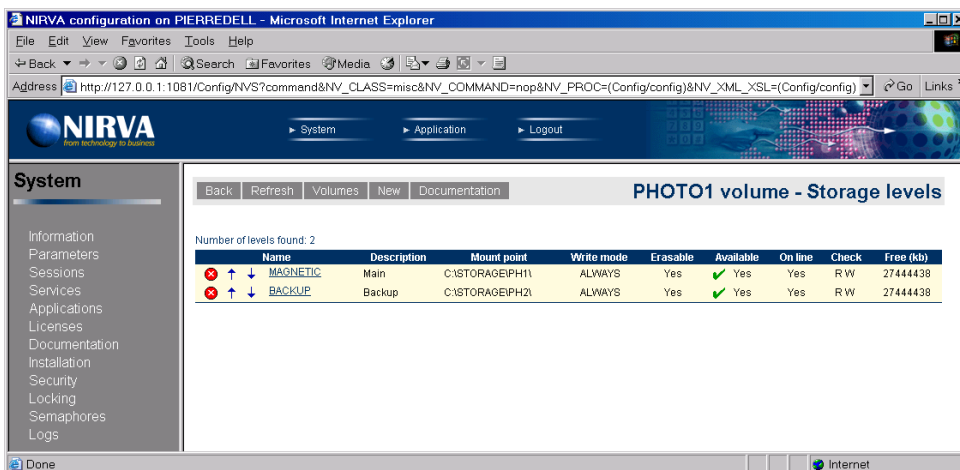 NIRVA configuration on PIERREDELL - Microsoft Internet Explorer
File Edit View Favorites Tools Help
Back Search Favorites Media
Address http://127.0.0.1:1081/Config/NVS?command&NV_CLASS=misc&NV_COMMAND=nop&NV_PROC=(Config/config)&NV_XML_XSL=(Config/config) Go Links
NIRVA
from technology to business
System Application Logout
System
Back Refresh Volumes New Documentation
PHOTO1 volume - Storage levels
Information
Parameters
Sessions
Services
Applications
Licenses
Documentation
Installation
Security
Locking
Semaphores
Logs
Number of levels found: 2
Name Description Mount point Write mode Erasable Available On line Check Free (kb)
MAGNETIC Main C:\STORAGE\PH1\ ALWAYS Yes Yes Yes R W 27444438
BACKUP Backup C:\STORAGE\PH2\ ALWAYS Yes Yes Yes R W 27444438
Done Internet